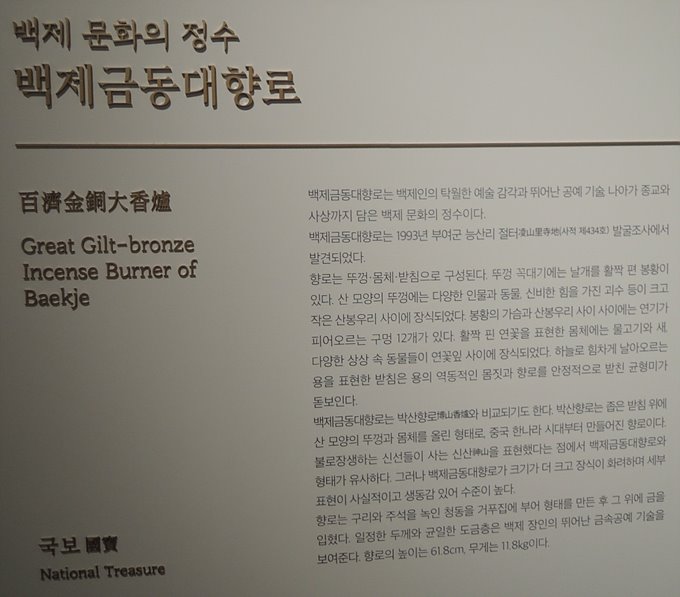 백제 문화의 정수
백제금동대향로
百濟金銅大香爐
Great Gilt-bronze
Incense Burner of
Baekje
백제금동대향로는 백제인의 탁월한 예술 감각과 뛰어난 공예 기술, 나아가 종교와
사상까지 담은 백제 문화의 정수이다.
백제금동대향로는 1993년 부여군 능산리 절터陵山里寺址(사적 제434호) 발굴조사에서
발견되었다.
향로는 뚜껑·몸체·받침으로 구성된다. 뚜껑 꼭대기에는 날개를 활짝 편 봉황이
있다. 산 모양의 뚜껑에는 다양한 인물과 동물, 신비한 힘을 가진 괴수 등이 크고
작은 산봉우리 사이에 장식되었다. 봉황의 가슴과 산봉우리 사이 사이에는 연기가
피어오르는 구멍 12개가 있다. 활짝 핀 연꽃을 표현한 몸체에는 물고기와 새,
다양한 상상 속 동물들이 연꽃잎 사이에 장식되었다. 하늘로 힘차게 날아오르는
용을 표현한 받침은 용의 역동적인 몸짓과 향로를 안정적으로 받친 균형미가
돋보인다.
백제금동대향로는 박산향로博山香爐와 비교되기도 한다. 박산향로는 좁은 받침 위에
산 모양의 뚜껑과 몸체를 올린 형태로, 중국 한나라 시대부터 만들어진 향로이다.
불로장생하는 신선들이 사는 신산神山을 표현했다는 점에서 백제금동대향로와
형태가 유사하다. 그러나 백제금동대향로가 크기가 더 크고 장식이 화려하며 세부
표현이 사실적이고 생동감 있어 수준이 높다.
향로는 구리와 주석을 녹인 청동을 거푸집에 부어 형태를 만든 후 그 위에 금을
입혔다. 일정한 두께와 균일한 도금층은 백제 장인의 뛰어난 금속공예 기술을
보여준다. 향로의 높이는 61.8cm, 무게는 11.8kg이다.
국보 國寶
National Treasure